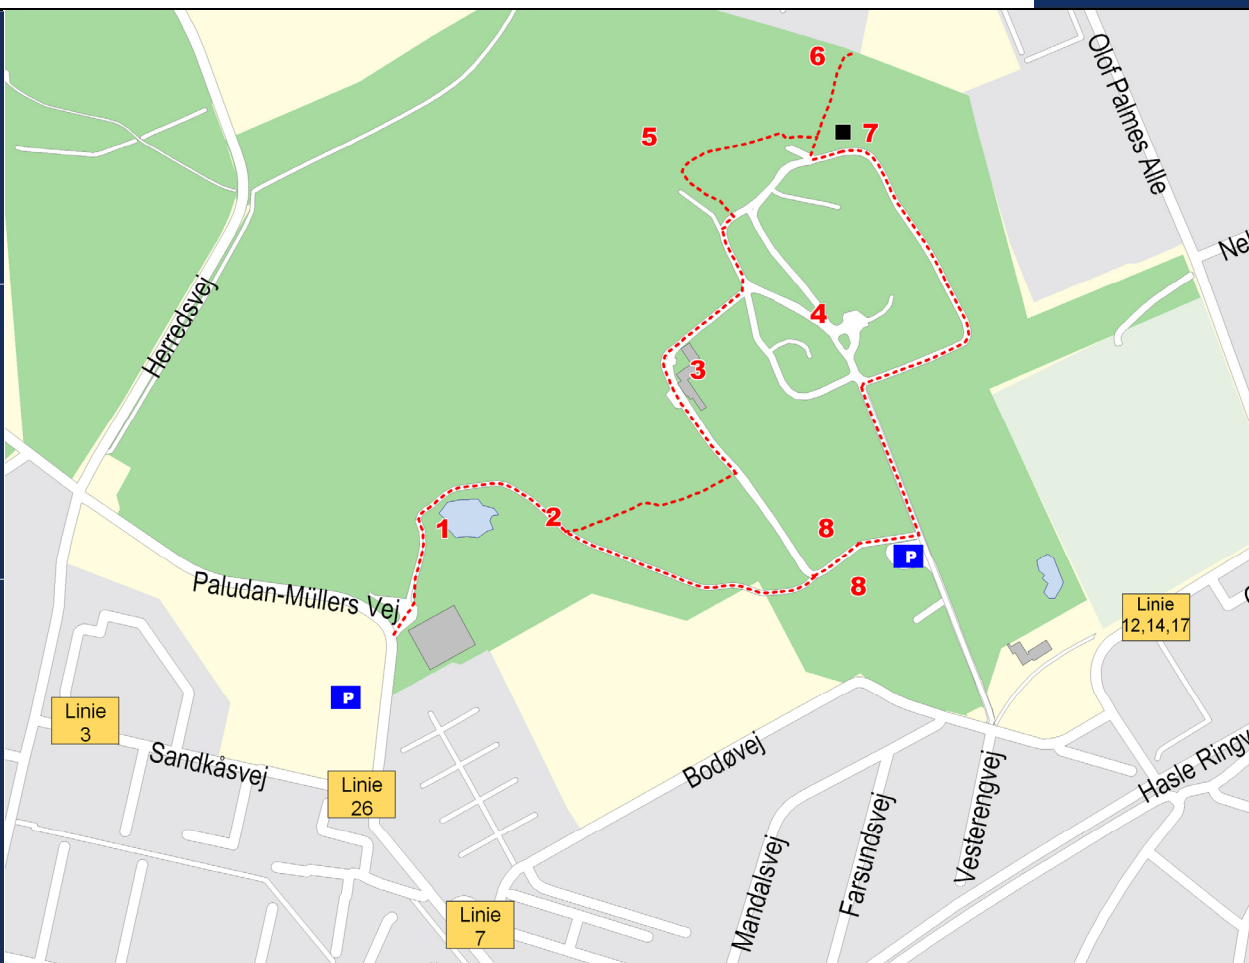 6
5
7
Olof Palmes Alle
Herredsvej
4
3
2
1
8
P
8
Paludan-Müllers Vej
Linie
12,14,17
P
Linie
3
Sandkåsvej
Linie
26
Bodøvej
Hasle Ringv
Vesterengvej
Farsundsvej
Mandalsvej
Linie
7